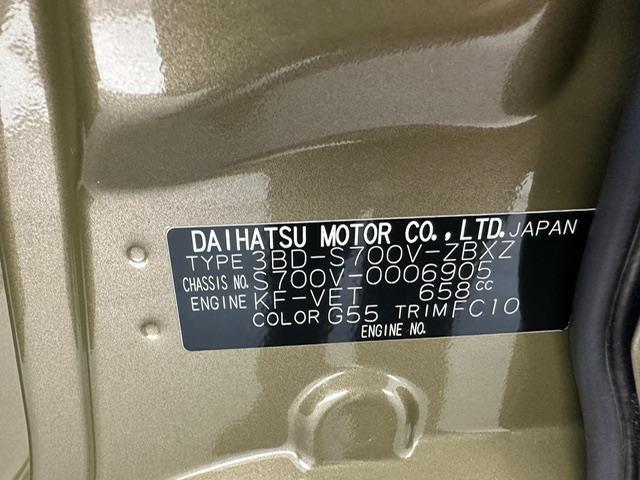 DAIHATSU MOTOR CO., LTD. JAPAN
TYPE 3BD-S700V-ZBXZ
CHASSIS NO. S700V-0006905
ENGINE KF-VET 658cc
COLOR G55 TRIM FC10
ENGINE NO.